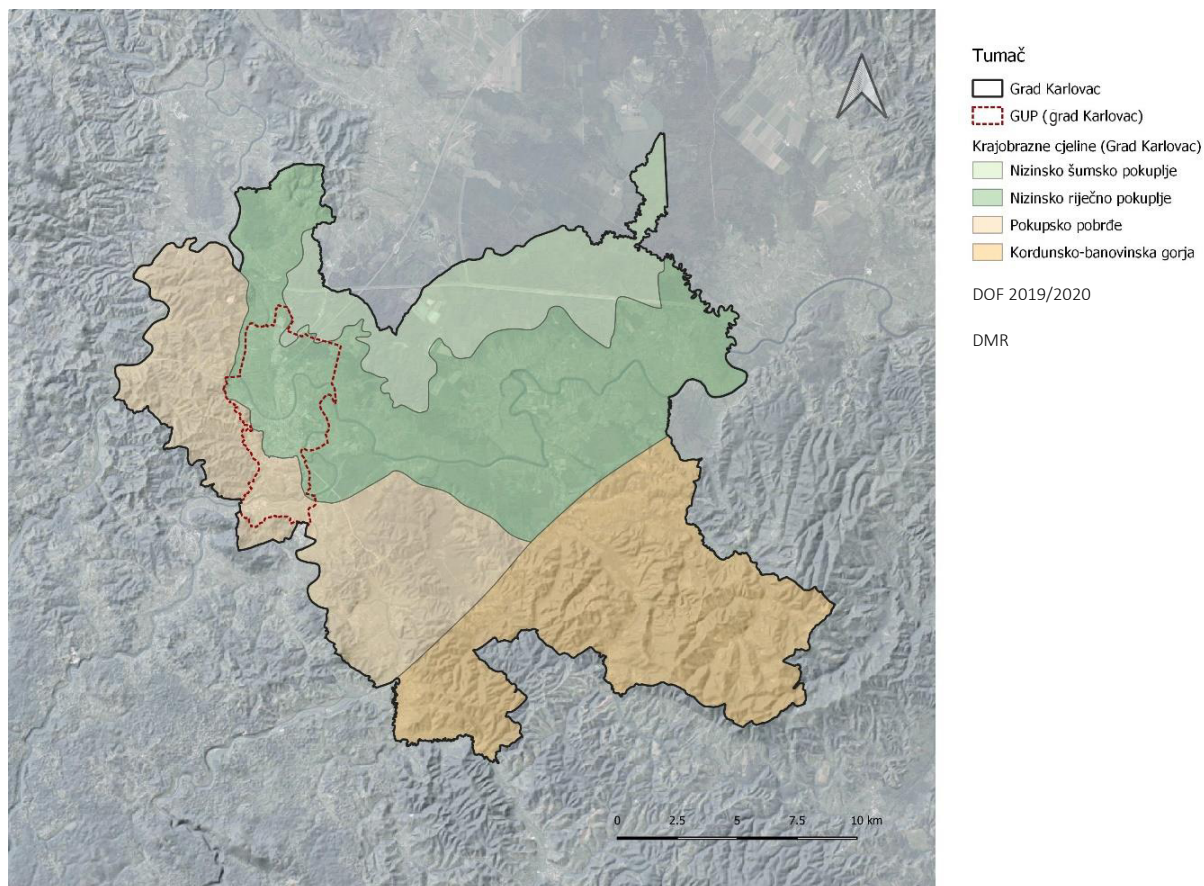 Tumač
Grad Karlovac
GUP (grad Karlovac)
Krajobrazne cjeline (Grad Karlovac)
Nizinsko šumsko pokuplje
Nizinsko riječno pokuplje
Pokupsko pobrđe
Kordunsko-banovinska gorja
DOF 2019/2020
DMR
0 2.5 5 7.5 10 km